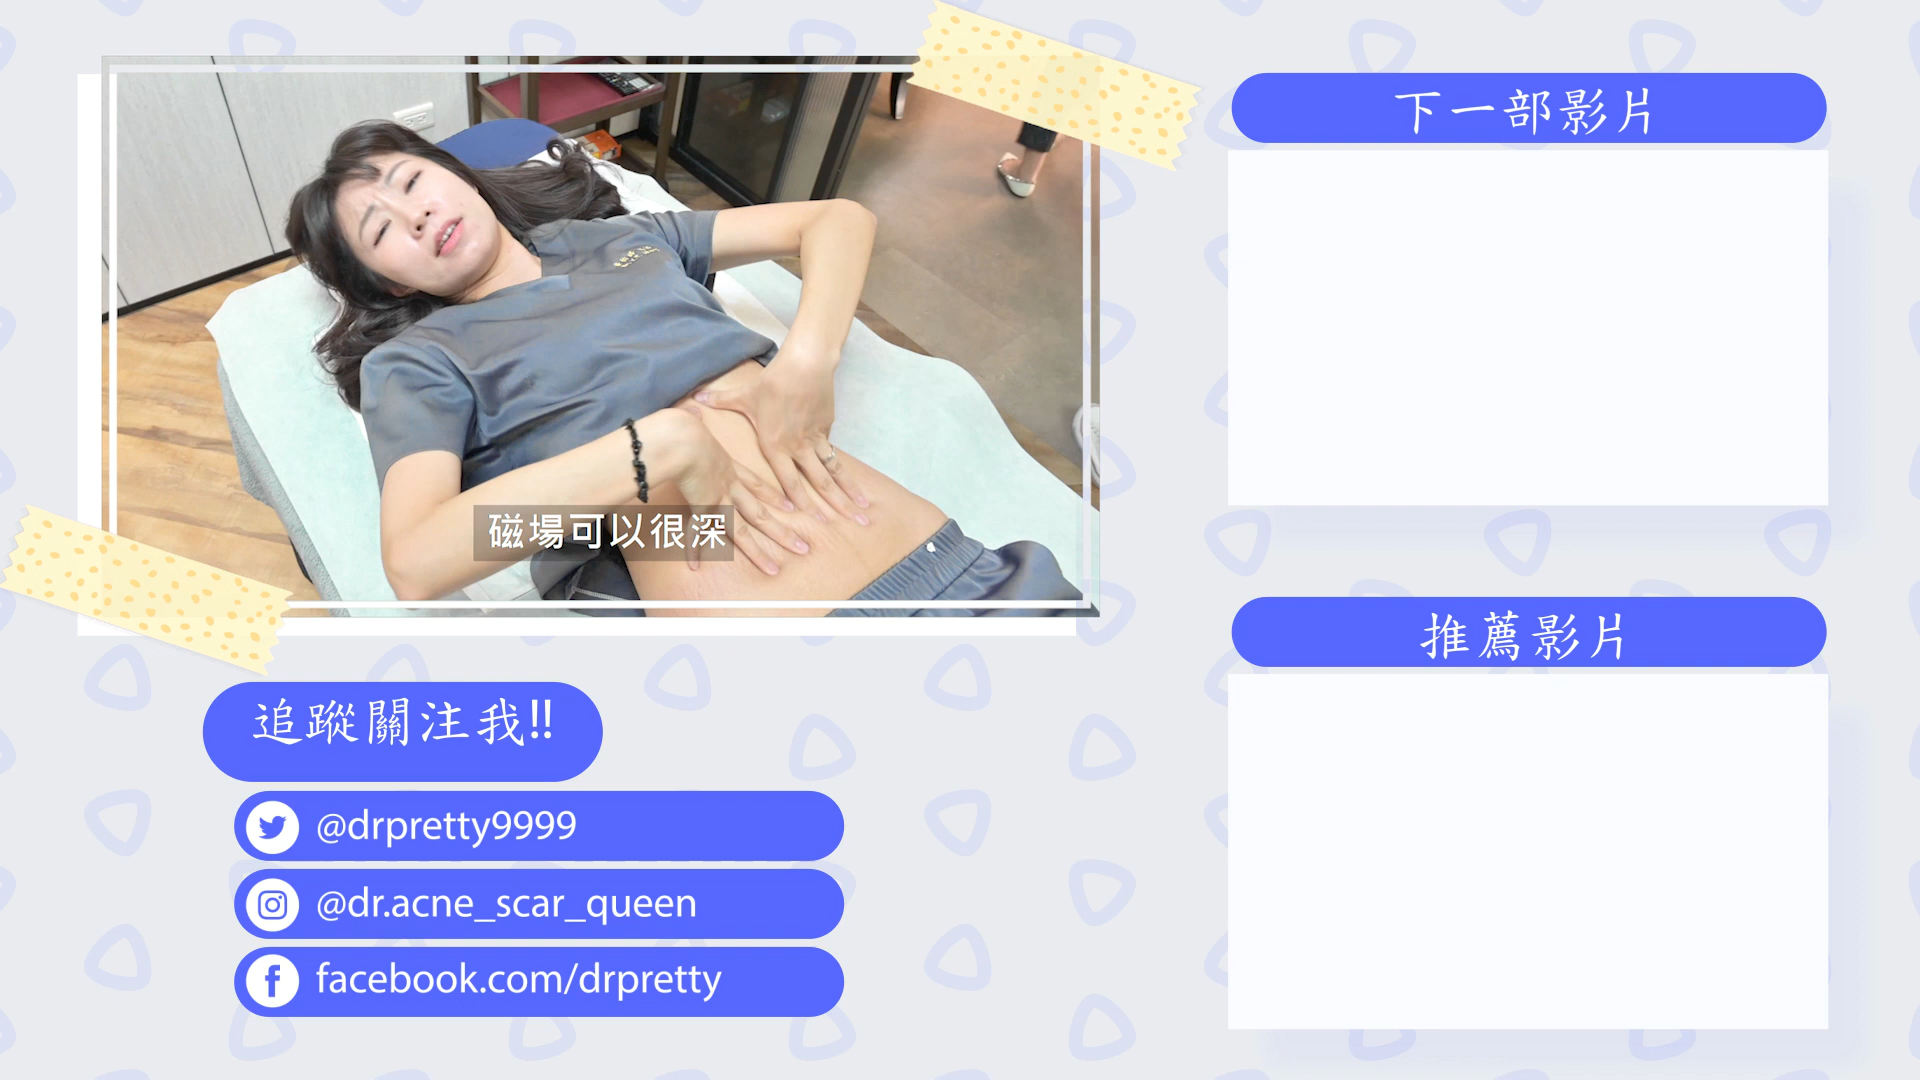 磁場可以很深
追蹤關注我!!
@drpretty9999
@dr.acne_scar_queen
facebook.com/drpretty
下一部影片
推薦影片